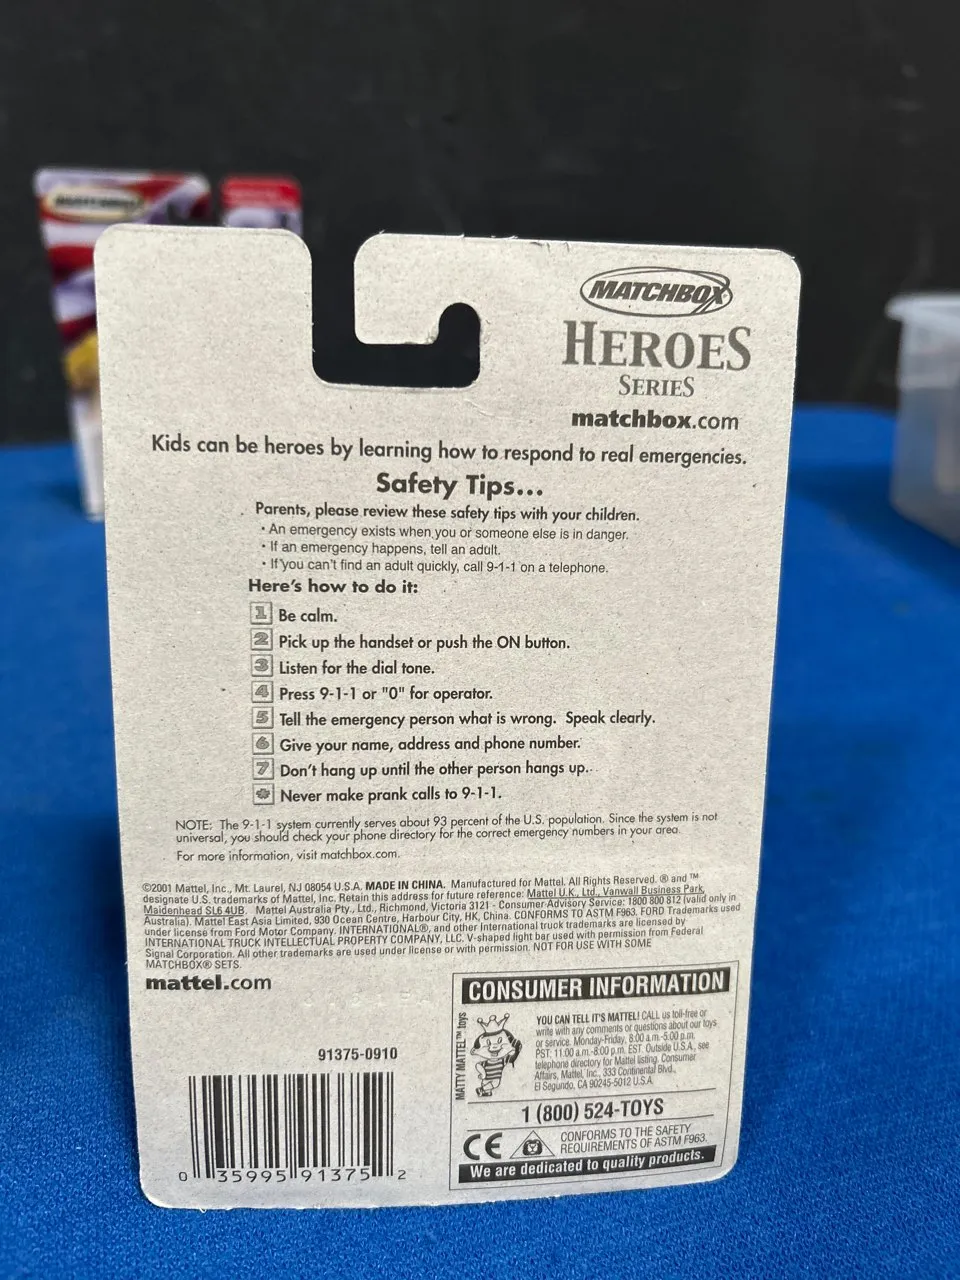 MATCHBOX
HEROES
SERIES
matchbox.com
Kids can be heroes by learning how to respond to real emergencies.
Safety Tips...
Parents, please review these safety tips with your children.
• An emergency exists when you or someone else is in danger.
• If an emergency happens, tell an adult.
• If you can't find an adult quickly, call 9-1-1 on a telephone.
Here's how to do it:
1 Be calm.
2 Pick up the handset or push the ON button.
3 Listen for the dial tone.
4 Press 9-1-1 or "0" for operator.
5 Tell the emergency person what is wrong. Speak clearly.
6 Give your name, address and phone number.
7 Don't hang up until the other person hangs up.
* Never make prank calls to 9-1-1.
NOTE: The 9-1-1 system currently serves about 93 percent of the U.S. population. Since the system is not
universal, you should check your phone directory for the correct emergency numbers in your area.
For more information, visit matchbox.com.
©2001 Mattel, Inc., Mt. Laurel, NJ 08054 U.S.A. MADE IN CHINA. Manufactured for Mattel. All Rights Reserved. ® and ™
designate U.S. trademarks of Mattel, Inc. Retain this address for future reference: Mattel U.K., Ltd., Vanwall Business Park,
Maidenhead SL6 4UB. Mattel Australia Pty., Ltd., Richmond, Victoria 3121 - Consumer Advisory Service: 1800 800 812 (valid only in
Australia). Mattel East Asia Limited, 930 Ocean Centre, Harbour City, HK, China. CONFORMS TO ASTM F963. FORD Trademarks used
under license from Ford Motor Company. INTERNATIONAL®, and other International truck trademarks are licensed by
INTERNATIONAL TRUCK INTELLECTUAL PROPERTY COMPANY, LLC. V-shaped light bar used with permission from Federal
Signal Corporation. All other trademarks are used under license or with permission. NOT FOR USE WITH SOME
MATCHBOX® SETS.
mattel.com
91375-0910
0 35995 91375 2
CONSUMER INFORMATION
MATTY MATTEL™ toys
YOU CAN TELL IT'S MATTEL! CALL us toll-free or
write with any comments or questions about our toys
or service. Monday-Friday, 8:00 a.m.-5:00 p.m.
PST: 11:00 a.m.-8:00 p.m. EST. Outside U.S.A., see
telephone directory for Mattel listing. Consumer
Affairs, Mattel, Inc., 333 Continental Blvd.,
El Segundo, CA 90245-5012 U.S.A.
1 (800) 524-TOYS
CE
CONFORMS TO THE SAFETY
REQUIREMENTS OF ASTM F963.
We are dedicated to quality products.